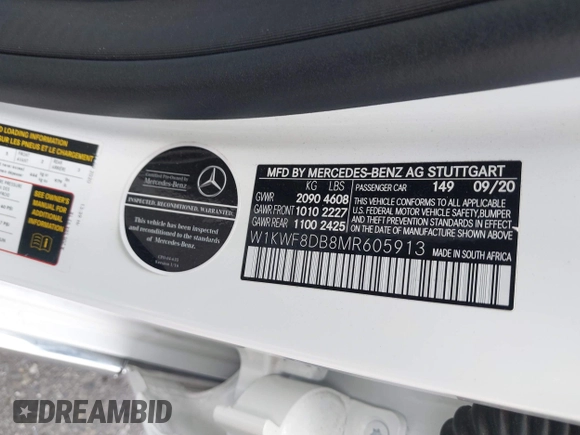 D LOADING INFORMATION
SUR LES PNEUS ET LE CHARGEMENT
SEE OWNER'S
MANUAL FOR
ADDITIONAL
INFORMATION
Certified Pre-Owned by
Mercedes-Benz
INSPECTED. RECONDITIONED. WARRANTED.
This vehicle has been inspected
and reconditioned to the standards
of Mercedes-Benz.
MFD BY MERCEDES-BENZ AG STUTTGART
KG LBS PASSENGER CAR 149 09/20
GVWR 2090 4608
GAWR FRONT 1010 2227
GAWR REAR 1100 2425
THIS VEHICLE CONFORMS TO ALL APPLICABLE
U.S. FEDERAL MOTOR VEHICLE SAFETY, BUMPER
AND THEFT PREVENTION STANDARDS IN EFFECT
ON THE DATE OF MANUFACTURE SHOWN ABOVE
W1KWF8DB8MR605913 MADE IN SOUTH AFRICA
DREAMBID